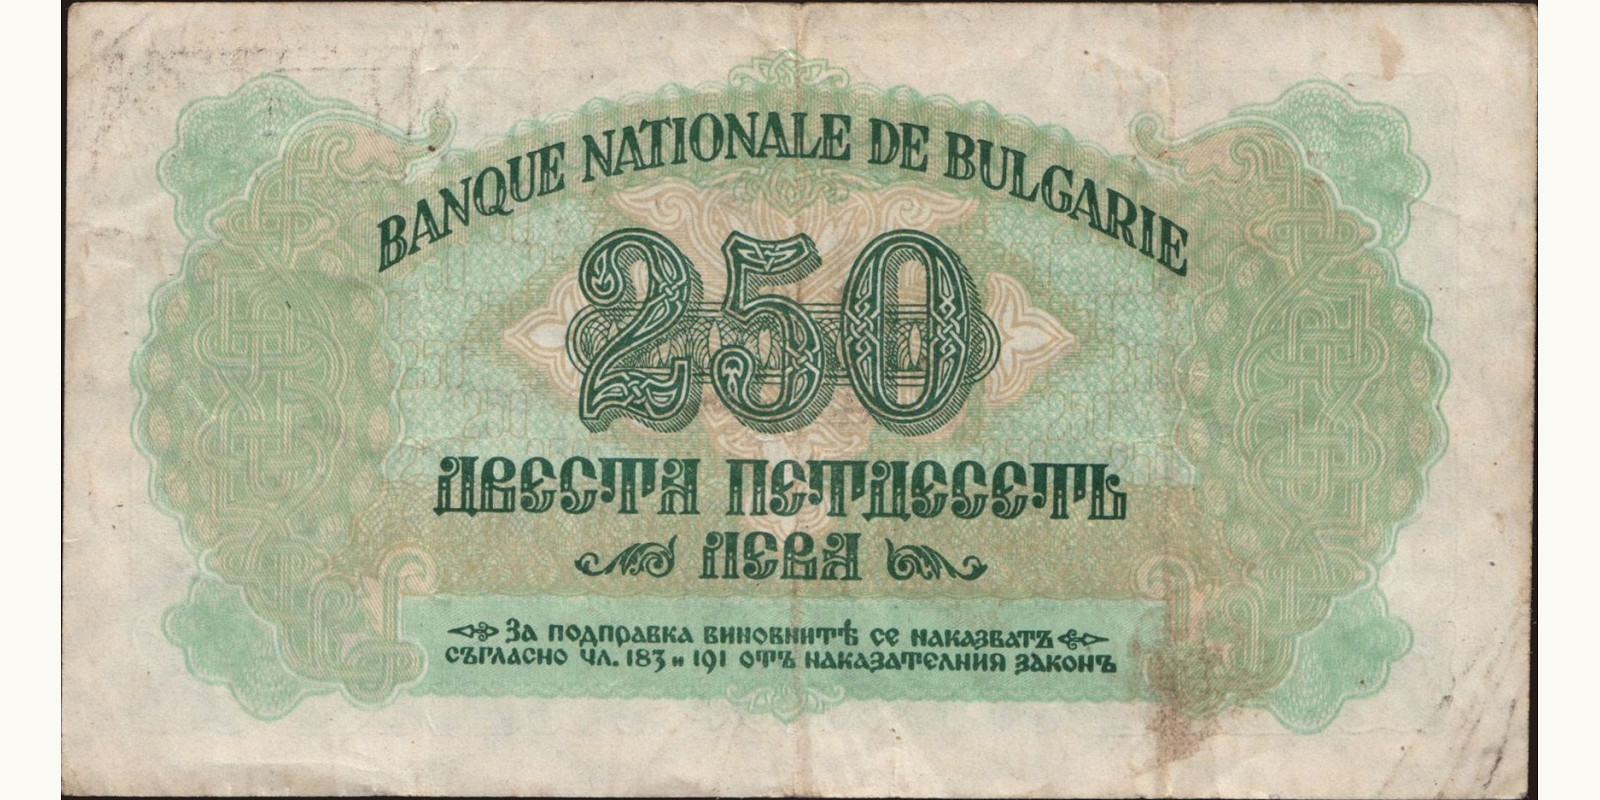 BANQUE NATIONALE DE BULGARIE
250
ДВЕСТА ПЕТДЕСЕТЬ
ЛЕВА
За подправка виновнитѣ се наказватъ
съгласно чл. 183 и 191 отъ наказателния законъ